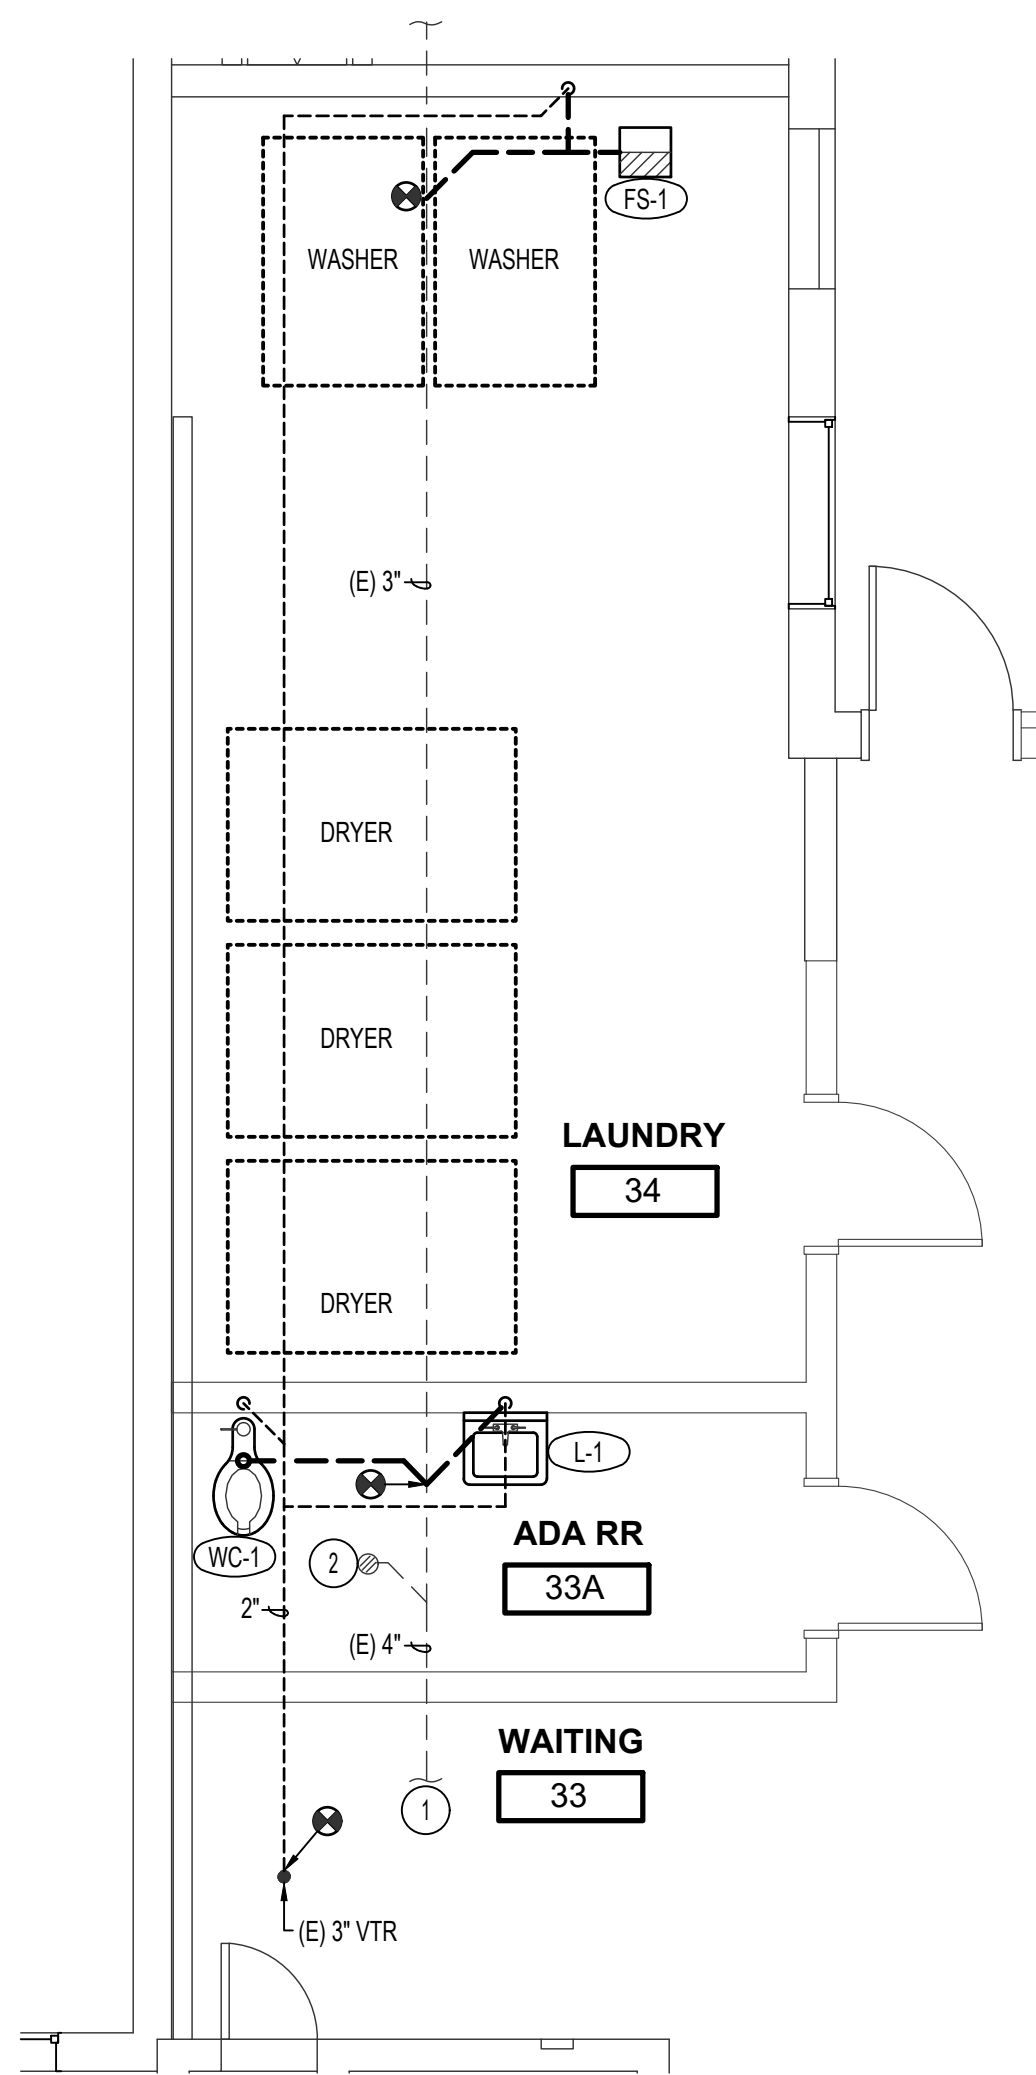 FS-1
WASHER WASHER
(E) 3"
DRYER
DRYER
LAUNDRY
34
DRYER
L-1
ADA RR
WC-1
2
33A
2"
(E) 4"
WAITING
33
1
(E) 3" VTR